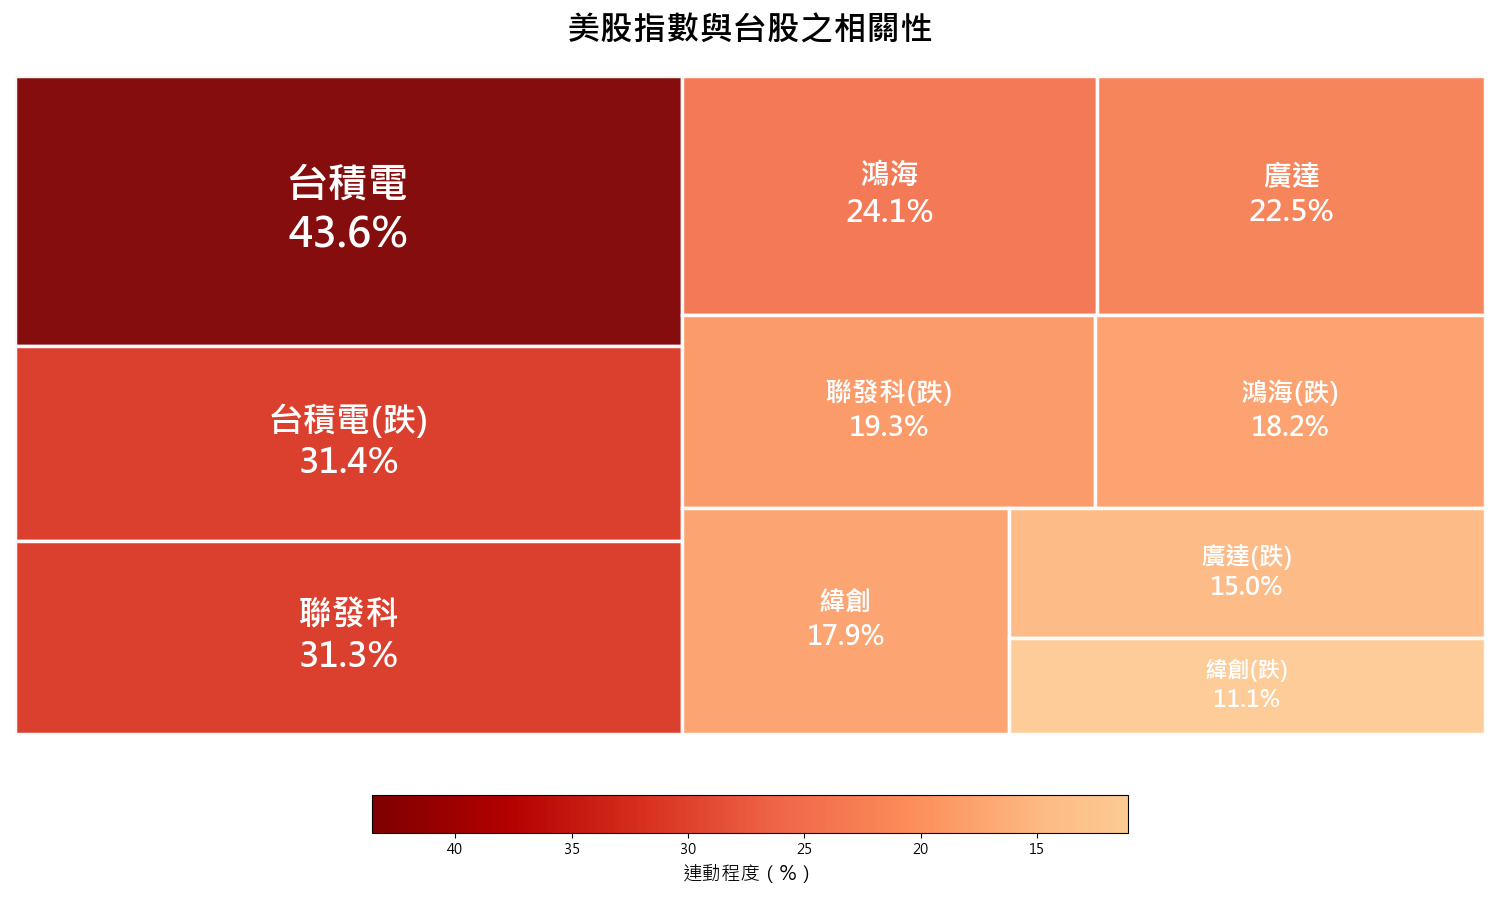 美股指數與台股之相關性
台積電
43.6%
台積電(跌)
31.4%
聯發科
31.3%
鴻海
24.1%
廣達
22.5%
聯發科(跌)
19.3%
鴻海(跌)
18.2%
緯創
17.9%
廣達(跌)
15.0%
緯創(跌)
11.1%
40 35 30 25 20 15
連動程度 ( % )